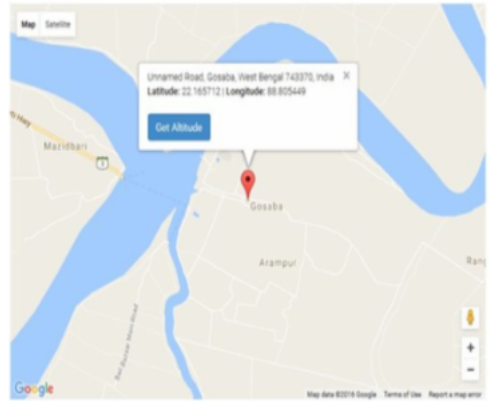 Map Satellite
Unnamed Road, Gosaba, West Bengal 743370, India
Latitude: 22.165712 | Longitude: 88.805449
Get Altitude
Mazidbari
Gosaba
Arampur
Rang
Google
Map data ©2016 Google Terms of Use Report a map error